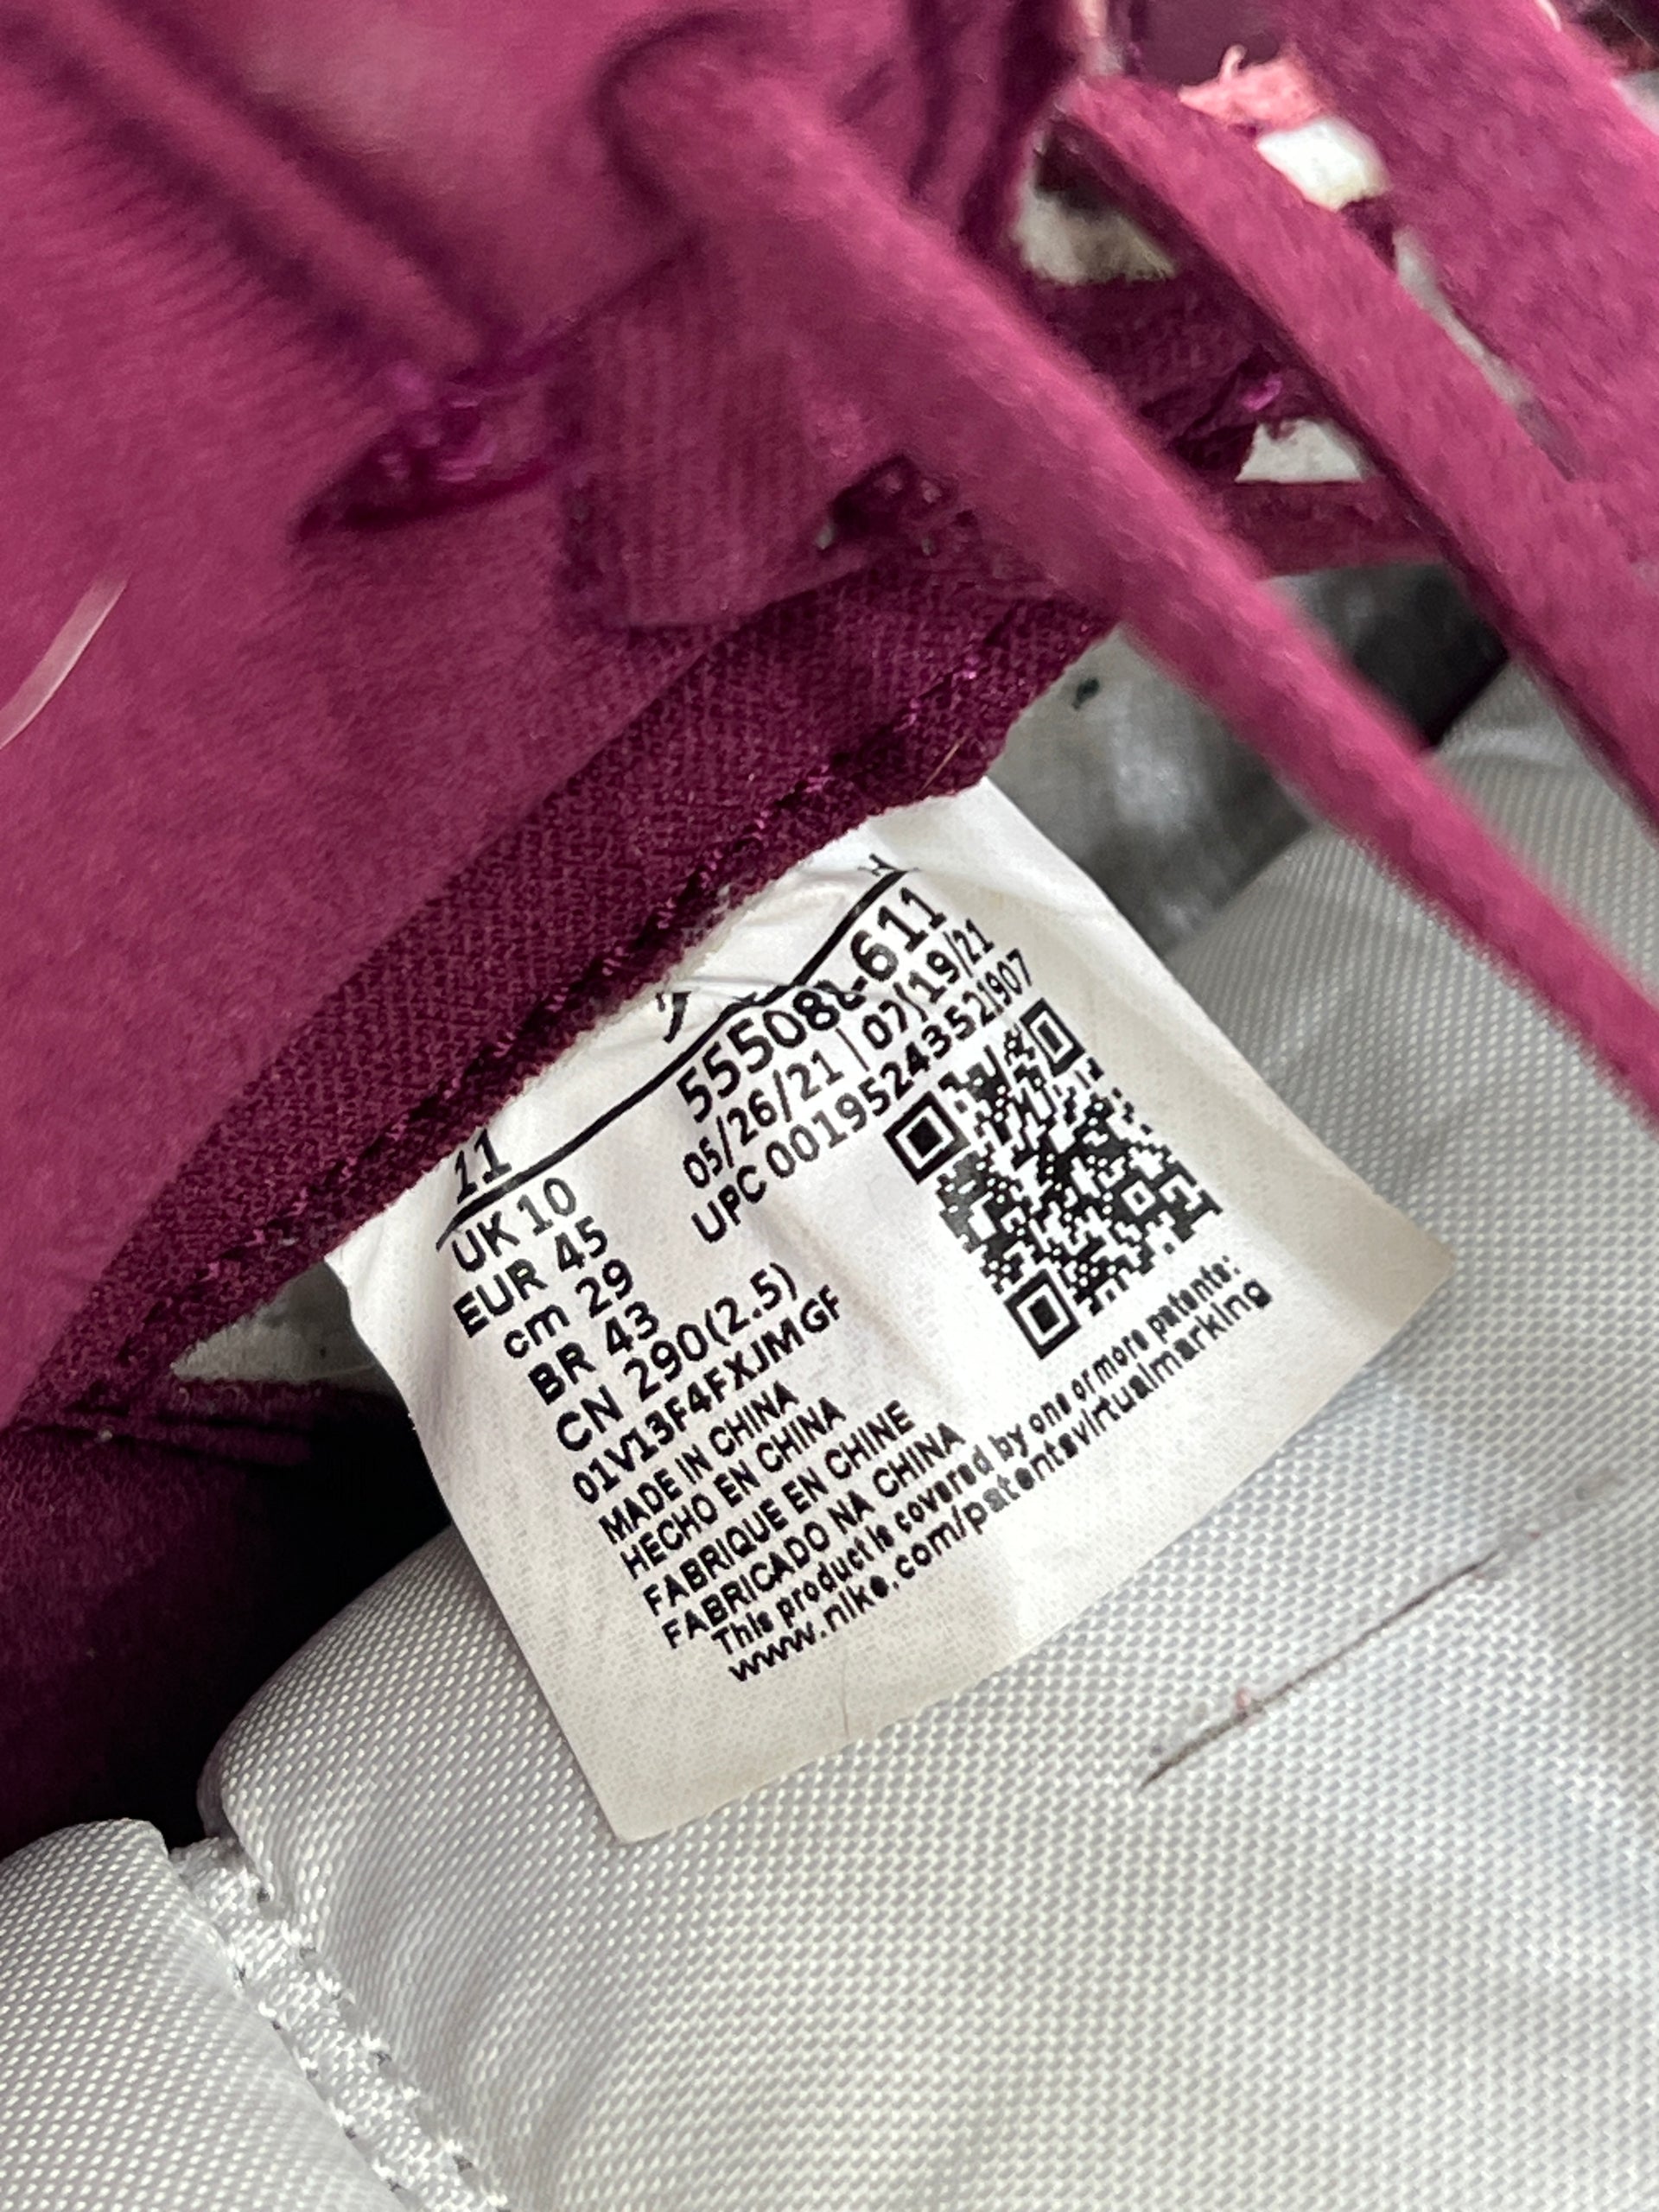 11
555088-611
05/26/21 | 07/19/21
UPC 00195243521907
UK 10
EUR 45
cm 29
BR 43
CN 290(2.5)
01V13F4FXJMGF
MADE IN CHINA
HECHO EN CHINA
FABRIQUE EN CHINE
FABRICADO NA CHINA
This product is covered by one or more patents:
www.nike.com/patentsvirtualmarking